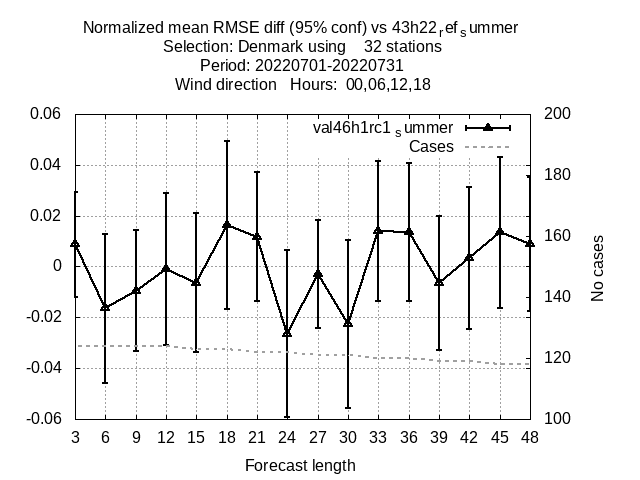 Normalized mean RMSE diff (95% conf) vs 43h22refsummer
Selection: Denmark using 32 stations
Period: 20220701-20220731
Wind direction Hours: 00,06,12,18
0.06 200
val46h1rc1summer
Cases
0.04 180
0.02 160
0
-0.02 140
-0.04 120
-0.06 100
No cases
3 6 9 12 15 18 21 24 27 30 33 36 39 42 45 48
Forecast length